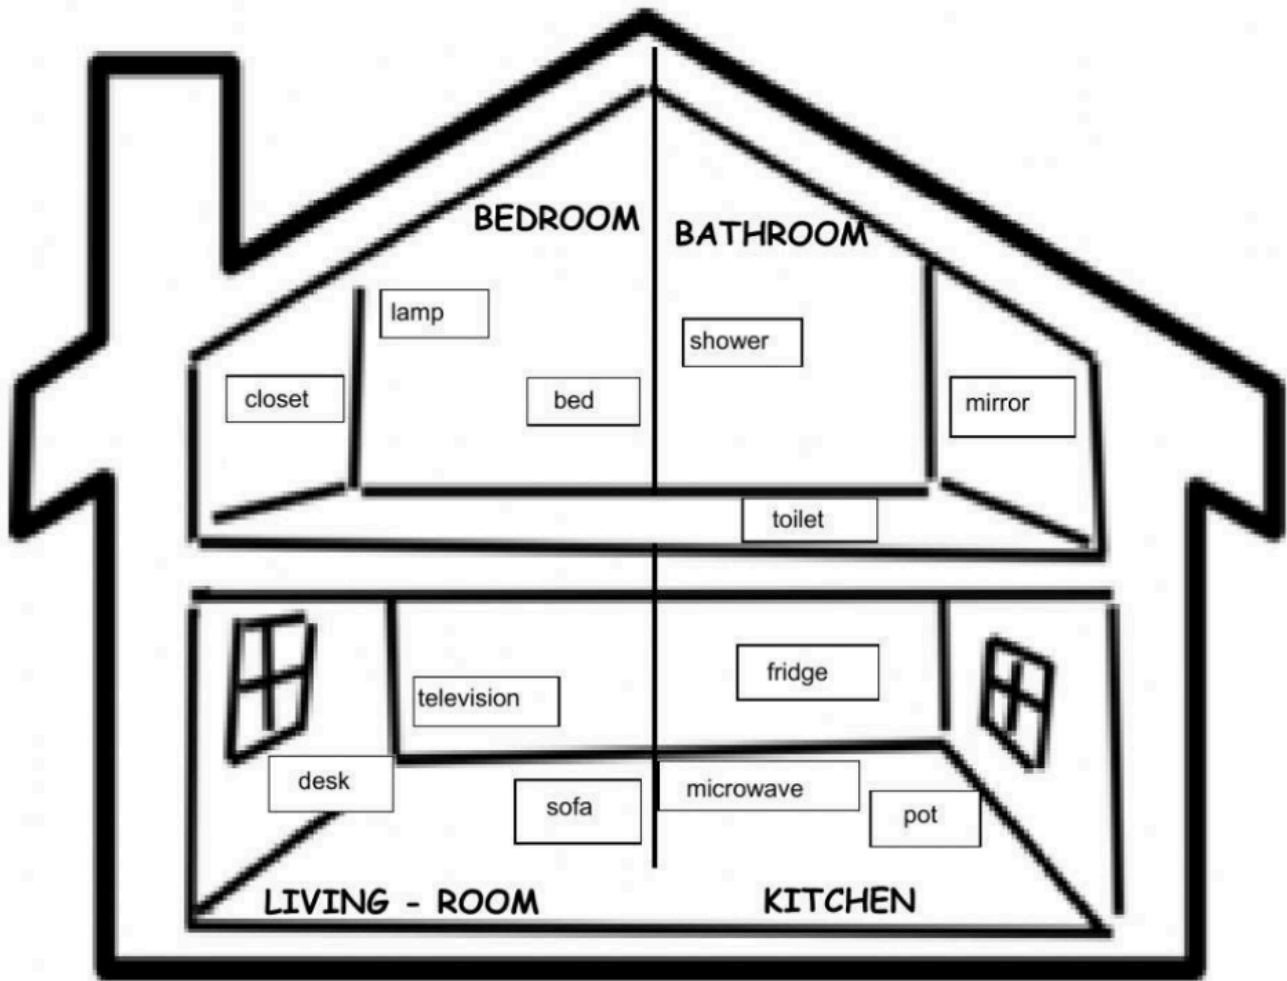 BEDROOM
BATHROOM
lamp
shower
closet
bed
mirror
toilet
fridge
television
desk
sofa
microwave
pot
LIVING - ROOM
KITCHEN